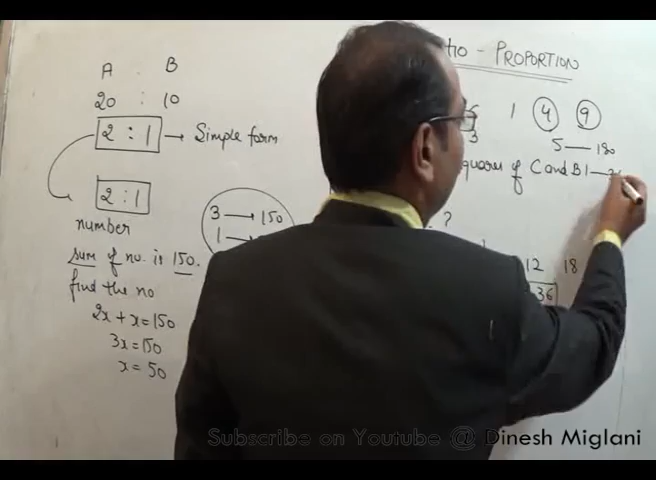 tio - PROPORTION
A B
20 : 10
2 : 1 → Simple form
2 : 1
number
sum of no. is 150.
find the no
2x + x = 150
3x = 150
x = 50
3 → 150
1 →
1 4 9
3
5 — 180
quares of C and B 1 —
?
12 18
36
Subscribe on Youtube @ Dinesh Miglani